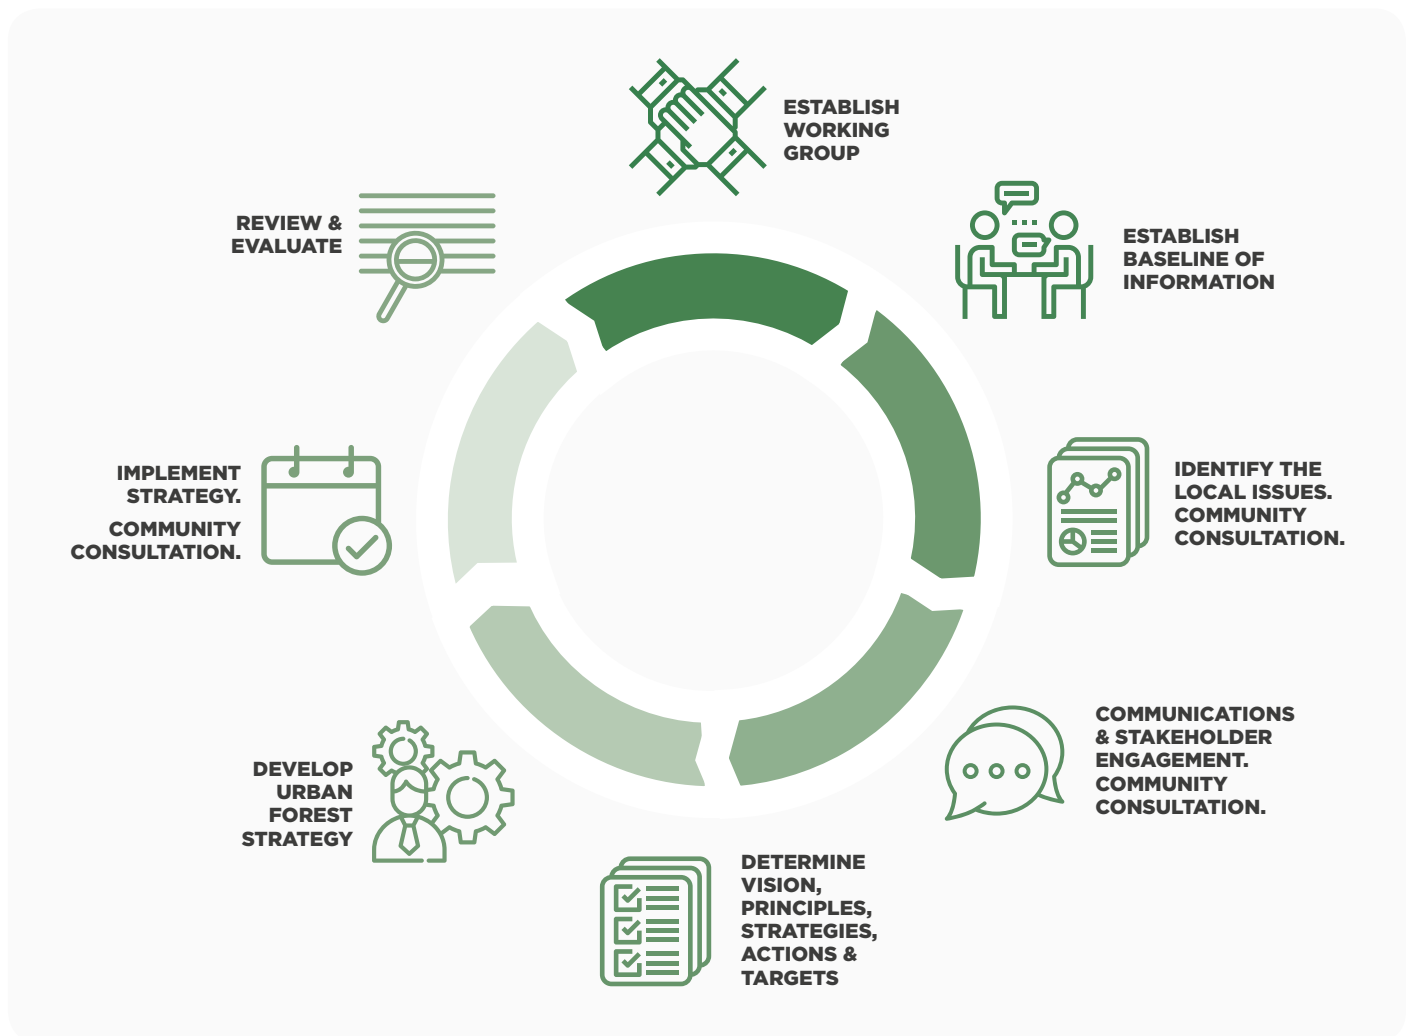 ESTABLISH
WORKING
GROUP
ESTABLISH
BASELINE OF
INFORMATION
IDENTIFY THE
LOCAL ISSUES.
COMMUNITY
CONSULTATION.
COMMUNICATIONS
& STAKEHOLDER
ENGAGEMENT.
COMMUNITY
CONSULTATION.
DETERMINE
VISION,
PRINCIPLES,
STRATEGIES,
ACTIONS &
TARGETS
DEVELOP
URBAN
FOREST
STRATEGY
IMPLEMENT
STRATEGY.
COMMUNITY
CONSULTATION.
REVIEW &
EVALUATE